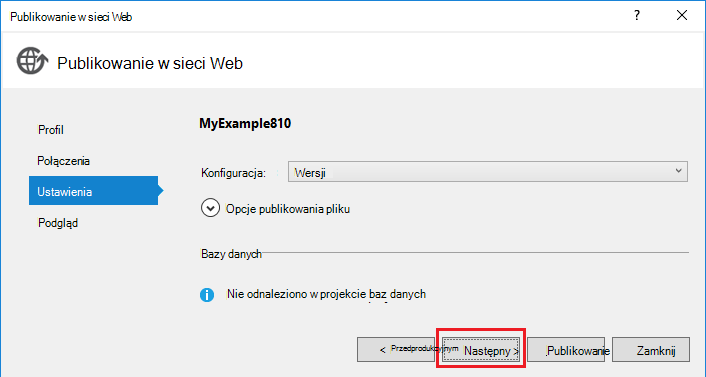 Publikowanie w sieci Web
?
Publikowanie w sieci Web
Profil
Połączenia
Ustawienia
Podgląd
MyExample810
Konfiguracja: Wersji
Opcje publikowania pliku
Bazy danych
Nie odnaleziono w projekcie baz danych
< Przedprodukcyjnym Następny > Publikowanie Zamknij